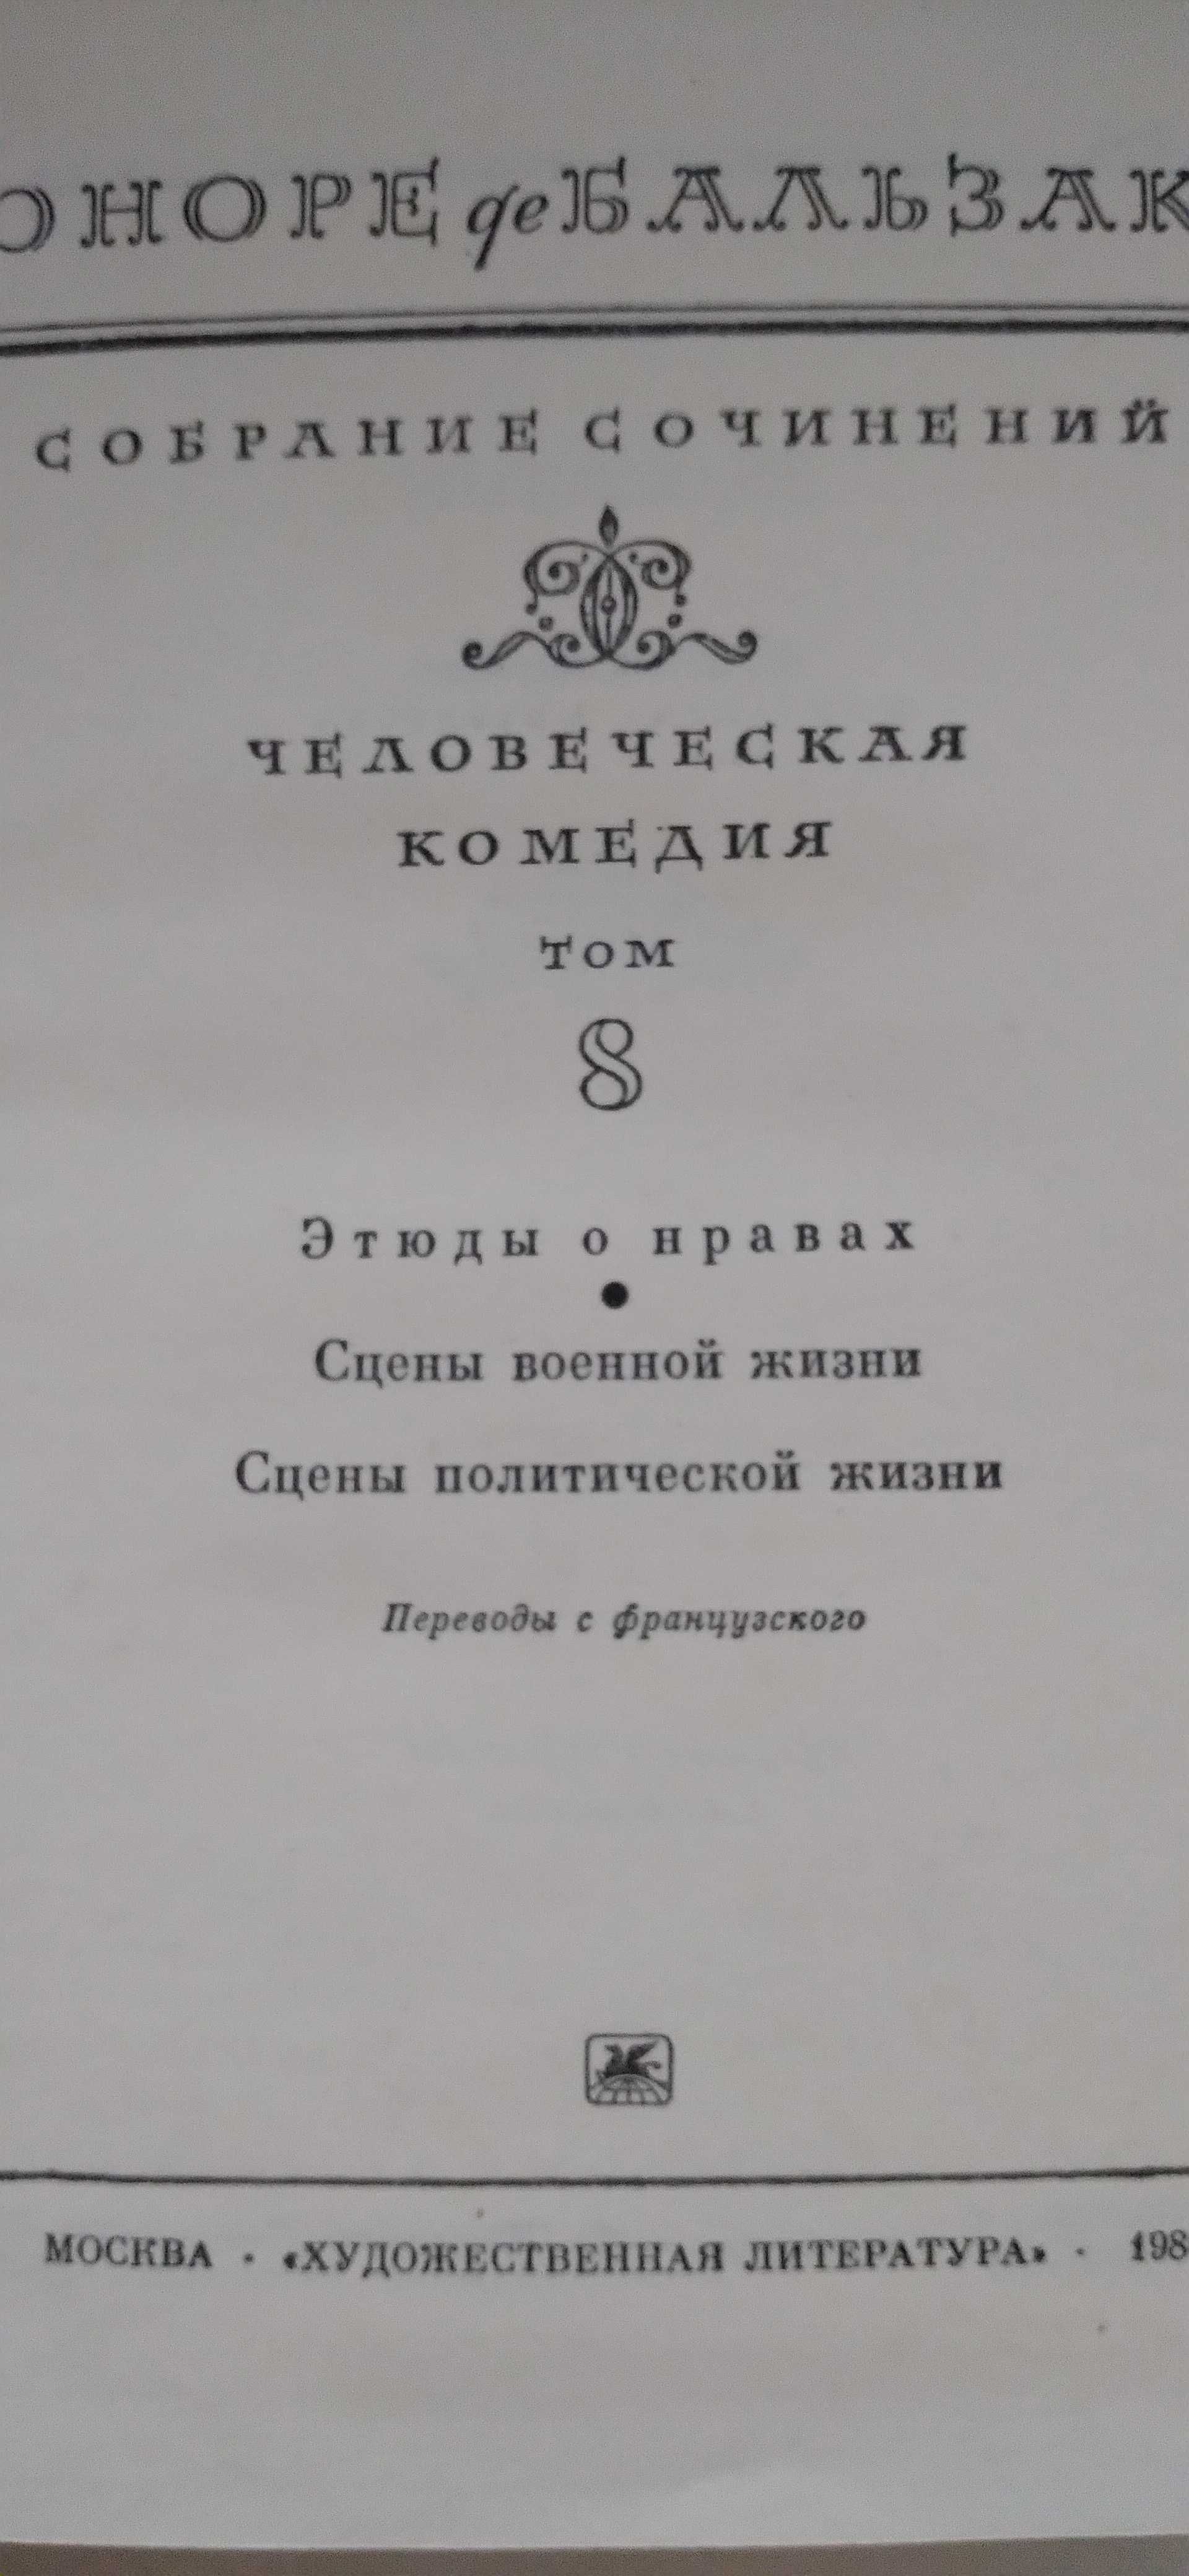 ОНОРЕ де БАЛЬЗАК
СОБРАНИЕ СОЧИНЕНИЙ
ЧЕЛОВЕЧЕСКАЯ
КОМЕДИЯ
ТОМ
8
Этюды о нравах
Сцены военной жизни
Сцены политической жизни
Переводы с французского
МОСКВА · «ХУДОЖЕСТВЕННАЯ ЛИТЕРАТУРА» · 198